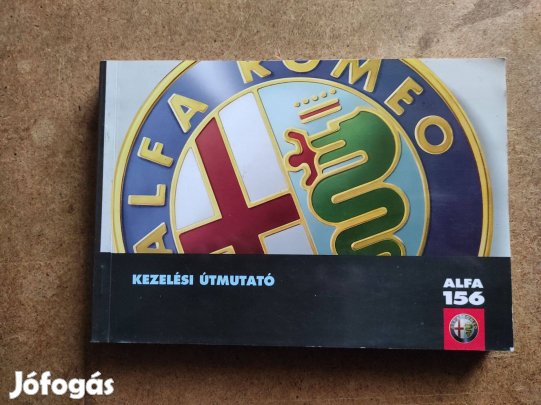 ALFA ROMEO
KEZELÉSI ÚTMUTATÓ
ALFA
156
Jófogás